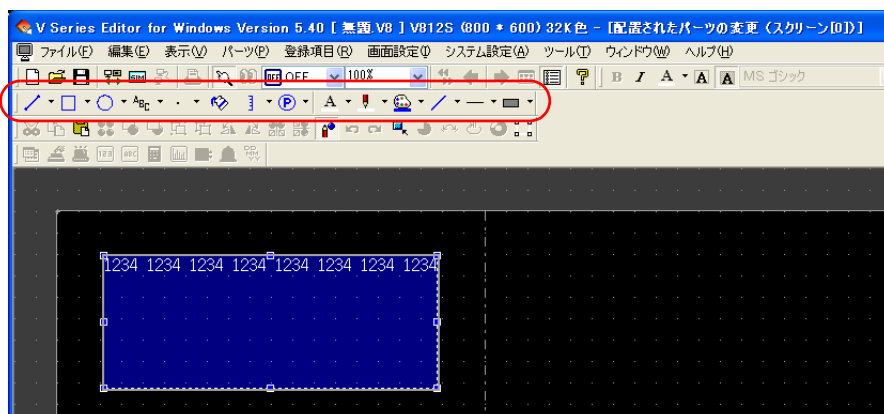 V Series Editor for Windows Version 5.40 [ 無題.V8 ] V812S (800 * 600) 32K色 - [配置されたパーツの変更 (スクリーン[0])]
ファイル(F) 編集(E) 表示(V) パーツ(P) 登録項目(R) 画面設定(I) システム設定(A) ツール(T) ウィンドウ(W) ヘルプ(H)
OFF OFF 100% B I A A A MS ゴシック
ABC P A
123 abc
1234 1234 1234 1234 1234 1234 1234 1234